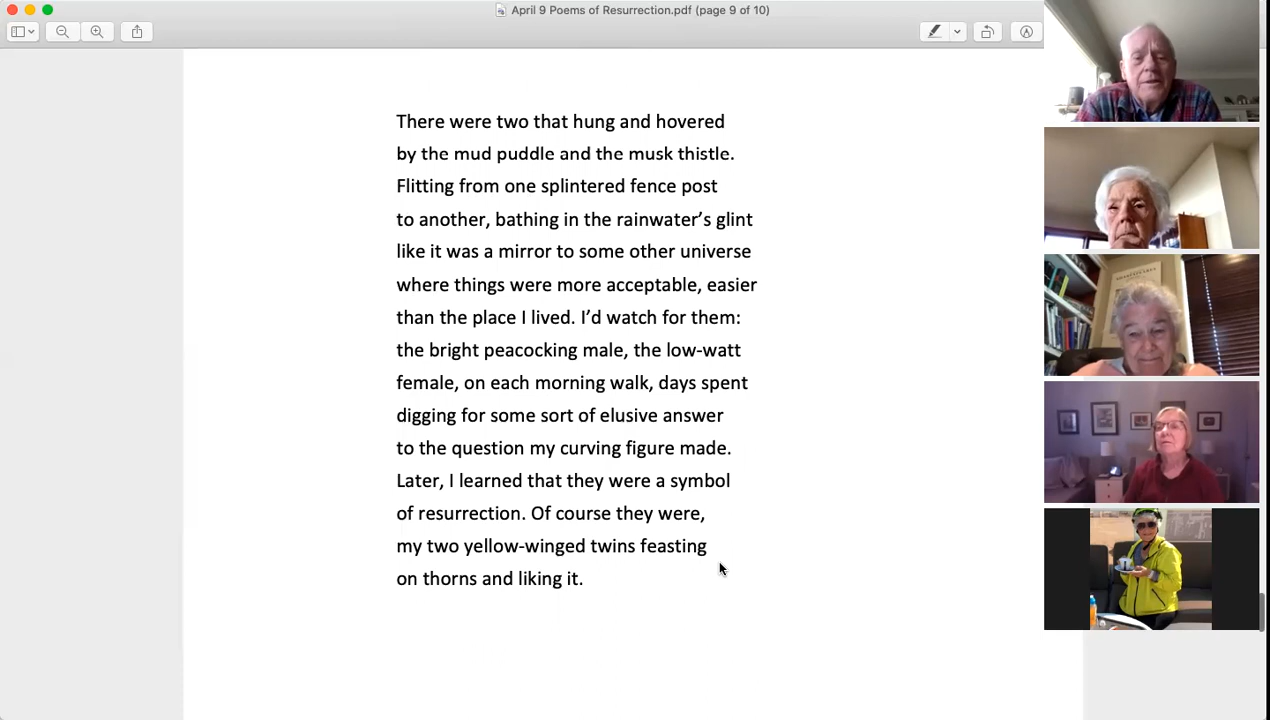 April 9 Poems of Resurrection.pdf (page 9 of 10)
There were two that hung and hovered
by the mud puddle and the musk thistle.
Flitting from one splintered fence post
to another, bathing in the rainwater’s glint
like it was a mirror to some other universe
where things were more acceptable, easier
than the place I lived. I’d watch for them:
the bright peacocking male, the low-watt
female, on each morning walk, days spent
digging for some sort of elusive answer
to the question my curving figure made.
Later, I learned that they were a symbol
of resurrection. Of course they were,
my two yellow-winged twins feasting
on thorns and liking it.